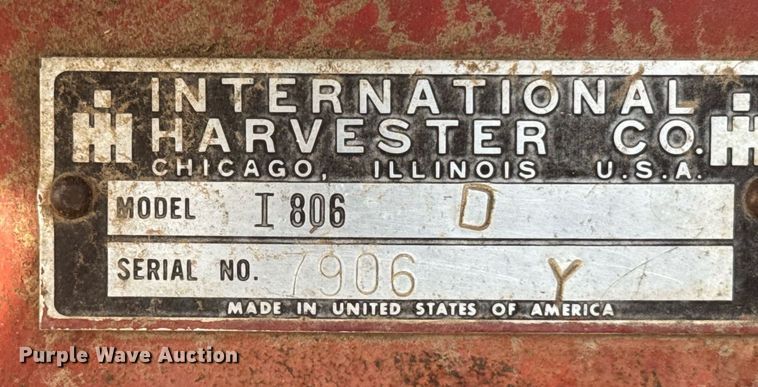 INTERNATIONAL
HARVESTER CO.
CHICAGO, ILLINOIS U.S.A.
MODEL I 806 D
SERIAL NO. 7906 Y
MADE IN UNITED STATES OF AMERICA
Purple Wave Auction